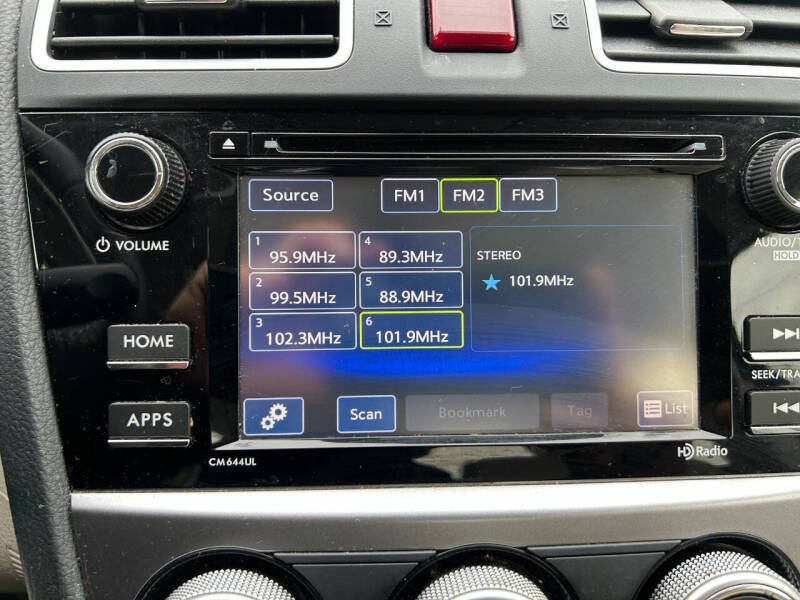 Source FM1 FM2 FM3
1 95.9MHz 4 89.3MHz
2 99.5MHz 5 88.9MHz
3 102.3MHz 6 101.9MHz
STEREO
101.9MHz
VOLUME
AUDIO/T
HOLD
HOME
APPS
SEEK/TRA
Scan Bookmark Tag List
CM644UL
HD Radio